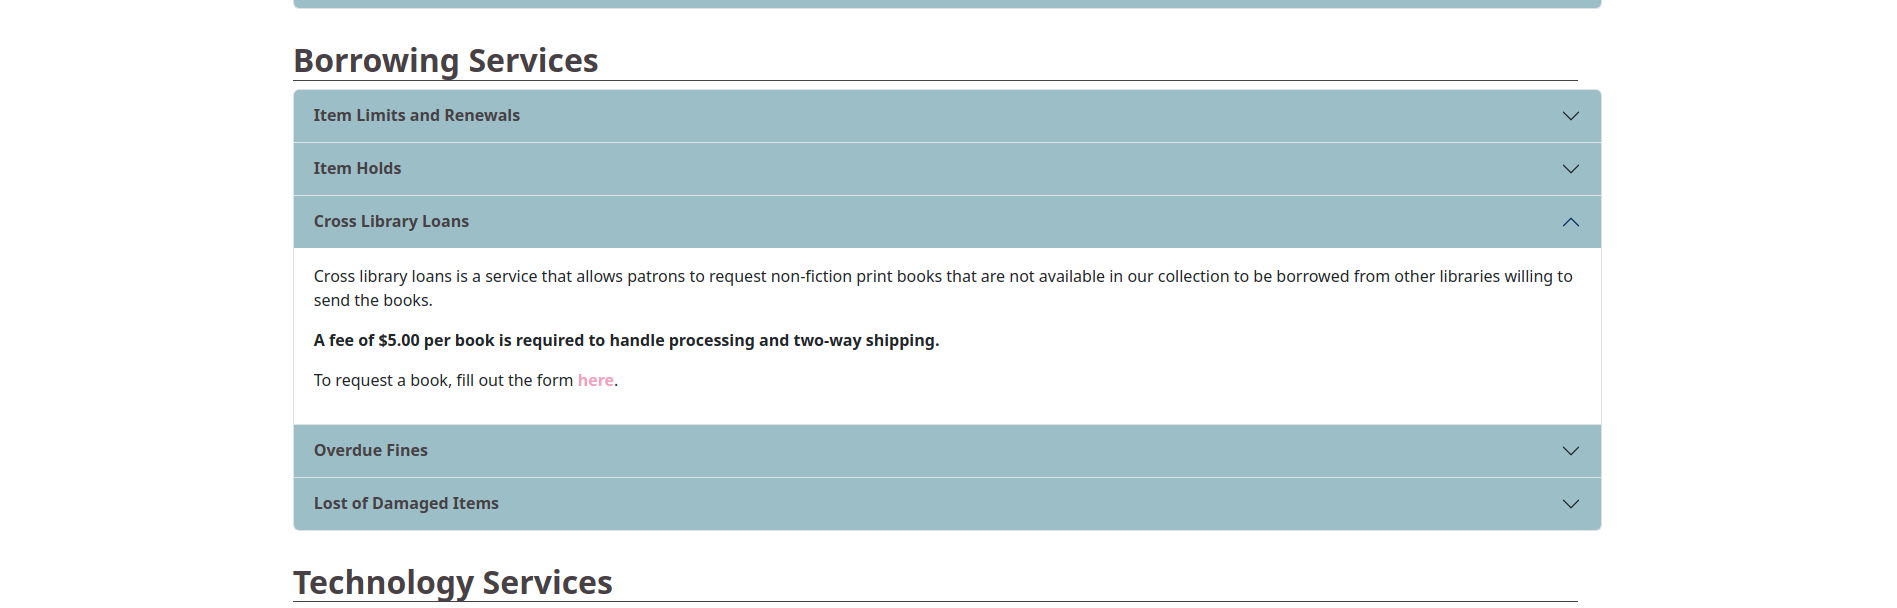 Borrowing Services
Item Limits and Renewals
Item Holds
Cross Library Loans
Cross library loans is a service that allows patrons to request non-fiction print books that are not available in our collection to be borrowed from other libraries willing to
send the books.
A fee of $5.00 per book is required to handle processing and two-way shipping.
To request a book, fill out the form here.
Overdue Fines
Lost of Damaged Items
Technology Services